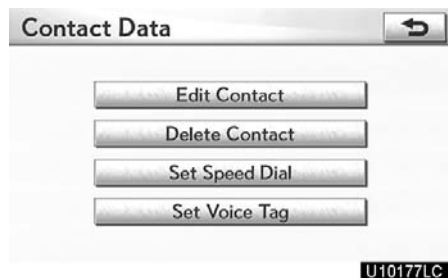 Contact Data
Edit Contact
Delete Contact
Set Speed Dial
Set Voice Tag
U10177LC